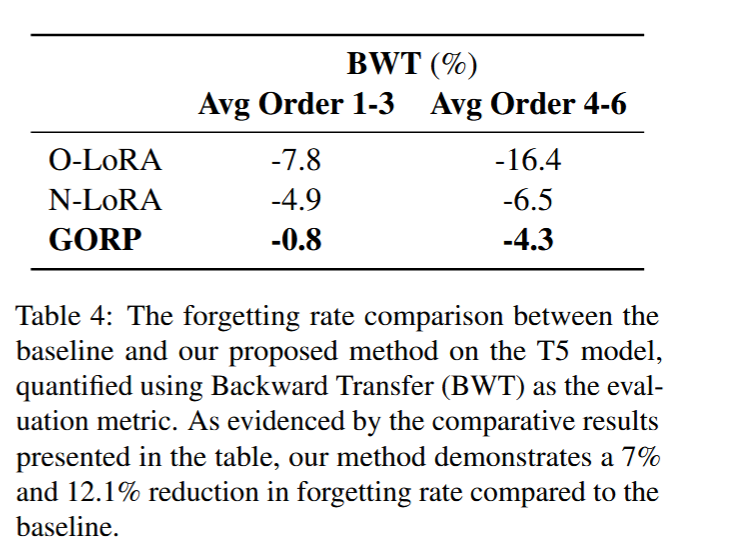 BWT (%)
Avg Order 1-3 Avg Order 4-6
O-LoRA -7.8 -16.4
N-LoRA -4.9 -6.5
GORP -0.8 -4.3
Table 4: The forgetting rate comparison between the
baseline and our proposed method on the T5 model,
quantified using Backward Transfer (BWT) as the eval-
uation metric. As evidenced by the comparative results
presented in the table, our method demonstrates a 7%
and 12.1% reduction in forgetting rate compared to the
baseline.